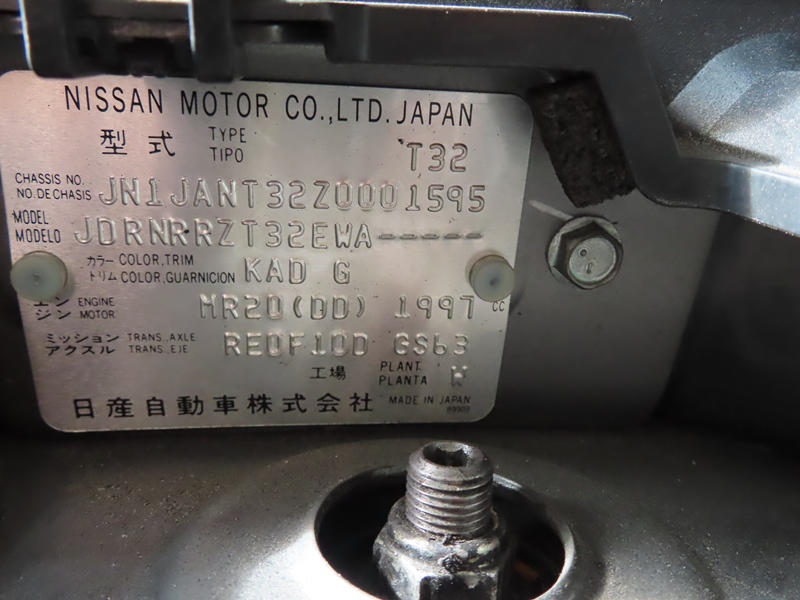 NISSAN MOTOR CO.,LTD. JAPAN
型式 TYPE TIPO T32
CHASSIS NO. NO. DE CHASIS JN1JANT32Z0001595
MODEL MODELO JDRNRRZT32EWA-----
カラー COLOR,TRIM
トリム COLOR,GUARNICION KAD G
エンジン ENGINE MOTOR MR20(DD) 1997 CC
ミッション TRANS.,AXLE
アクスル TRANS.,EJE RE0F10D GS63
工場 PLANT PLANTA W
日産自動車株式会社 MADE IN JAPAN